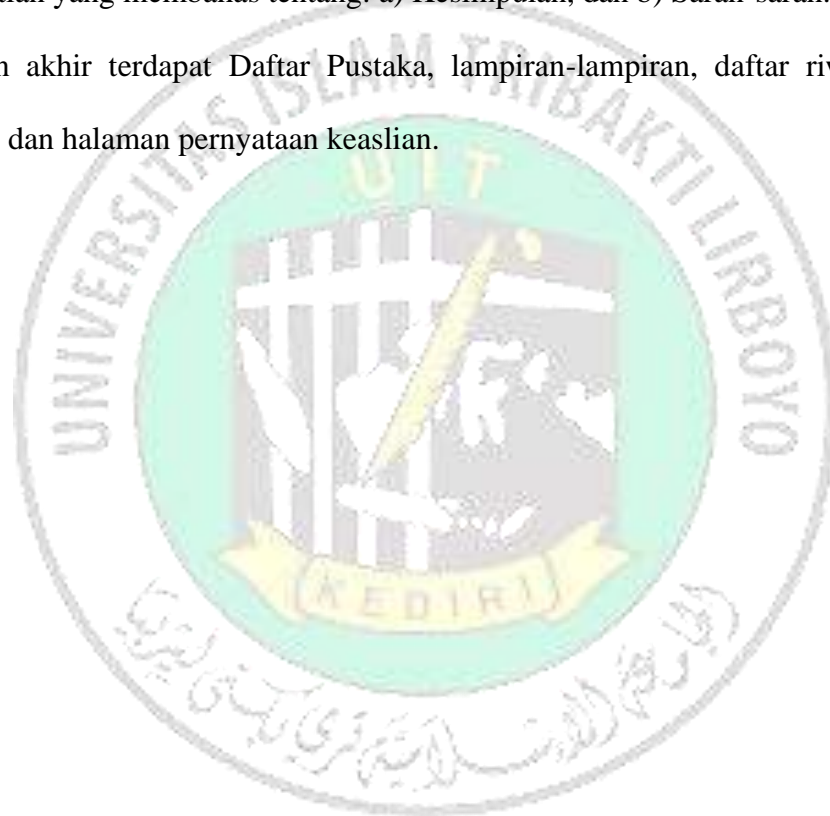 yang membahas tentang: a) Kesimpulan, dan b) Saran-saran.
akhir terdapat Daftar Pustaka, lampiran-lampiran, daftar
dan halaman pernyataan keaslian.
UNIVERSITAS ISLAM TRIBAKTI LIRBOYO
UIT
KEDIRI